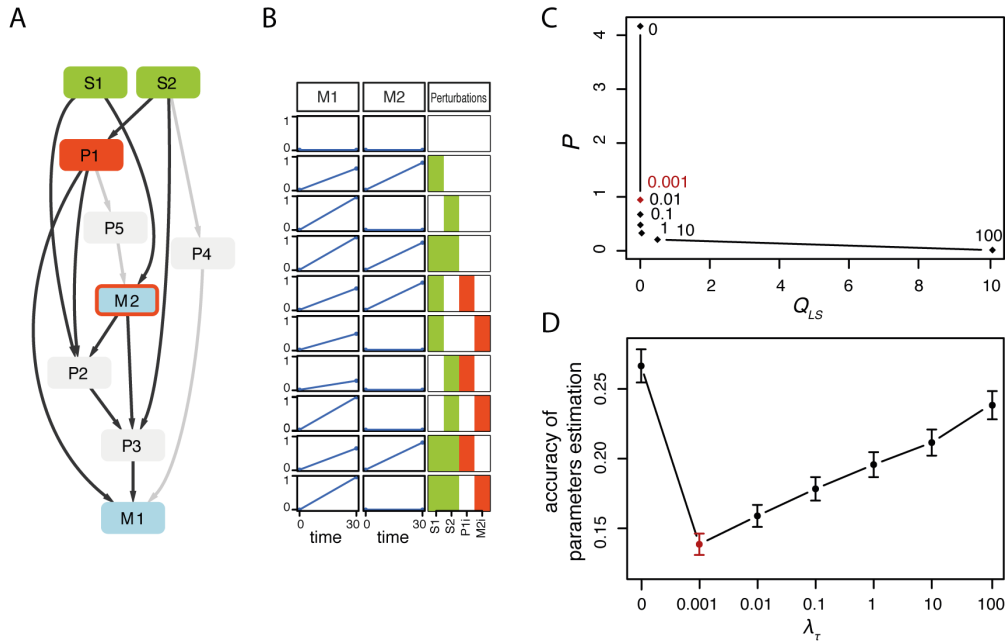 A
S1 S2
P1
P5
P4
M2
P2
P3
M1
B
M1 M2 Perturbations
1
0
1
0
1
0
1
0
1
0
1
0
1
0
1
0
1
0
1
0
0 30 0 30 S1 S2 P1i M2i
time time
C
P
4
3
2
1
0
0
0.001
0.01
0.1
1 10 100
0 2 4 6 8 10
Q_LS
D
accuracy of
parameters estimation
0.25
0.20
0.15
0 0.001 0.01 0.1 1 10 100
λ_τ